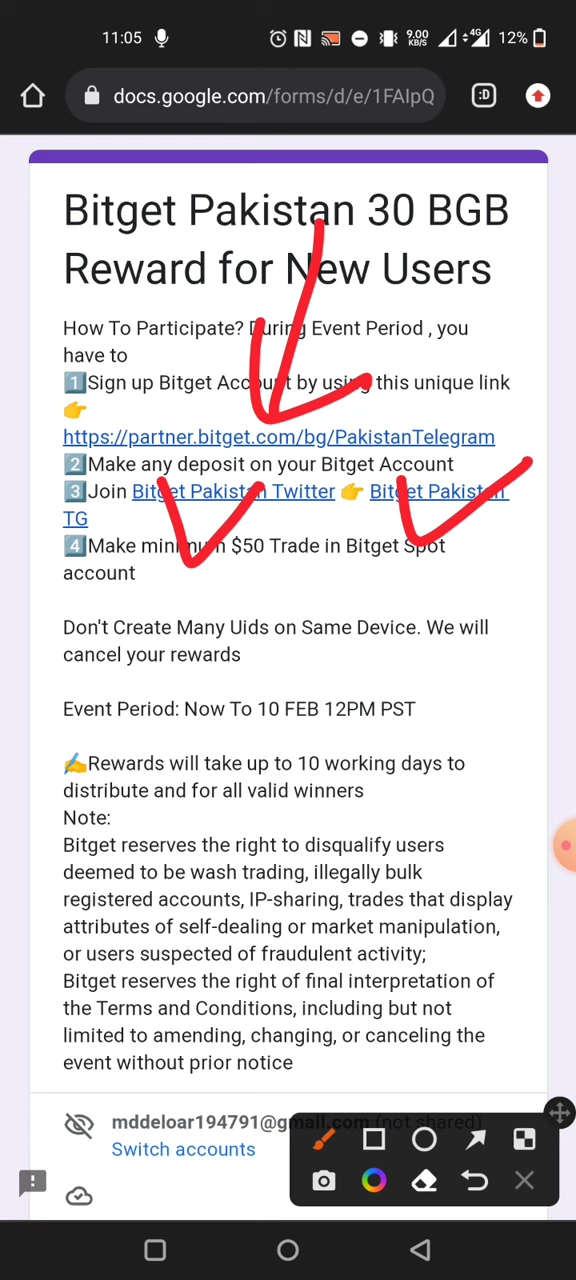 11:05
9.00
KB/S
4G
12%
docs.google.com/forms/d/e/1FAIpQ
:D
Bitget Pakistan 30 BGB
Reward for New Users
How To Participate? During Event Period , you
have to
1️⃣Sign up Bitget Account by using this unique link
👉
https://partner.bitget.com/bg/PakistanTelegram
2️⃣Make any deposit on your Bitget Account
3️⃣Join Bitget Pakistan Twitter 👉 Bitget Pakistan
TG
4️⃣Make minimum $50 Trade in Bitget Spot
account
Don't Create Many Uids on Same Device. We will
cancel your rewards
Event Period: Now To 10 FEB 12PM PST
✍️Rewards will take up to 10 working days to
distribute and for all valid winners
Note:
Bitget reserves the right to disqualify users
deemed to be wash trading, illegally bulk
registered accounts, IP-sharing, trades that display
attributes of self-dealing or market manipulation,
or users suspected of fraudulent activity;
Bitget reserves the right of final interpretation of
the Terms and Conditions, including but not
limited to amending, changing, or canceling the
event without prior notice
mddeloar194791@gmail.com (not shared)
Switch accounts